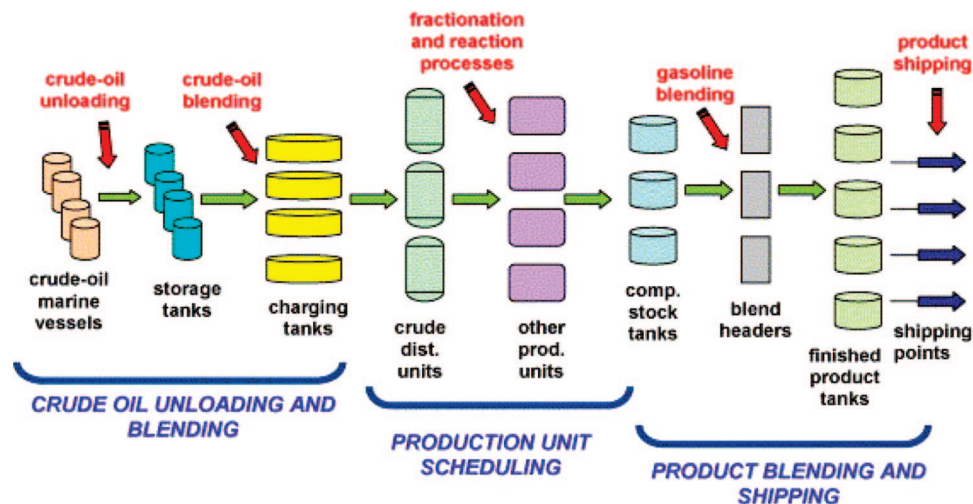 crude-oil
unloading
crude-oil
blending
fractionation
and reaction
processes
gasoline
blending
product
shipping
crude-oil
marine
vessels
storage
tanks
charging
tanks
crude
dist.
units
other
prod.
units
comp.
stock
tanks
blend
headers
finished
product
tanks
shipping
points
CRUDE OIL UNLOADING AND
BLENDING
PRODUCTION UNIT
SCHEDULING
PRODUCT BLENDING AND
SHIPPING